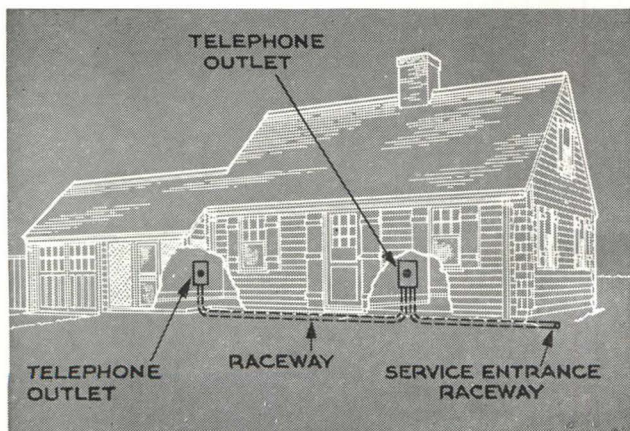 TELEPHONE
OUTLET
TELEPHONE
OUTLET
RACEWAY
SERVICE ENTRANCE
RACEWAY